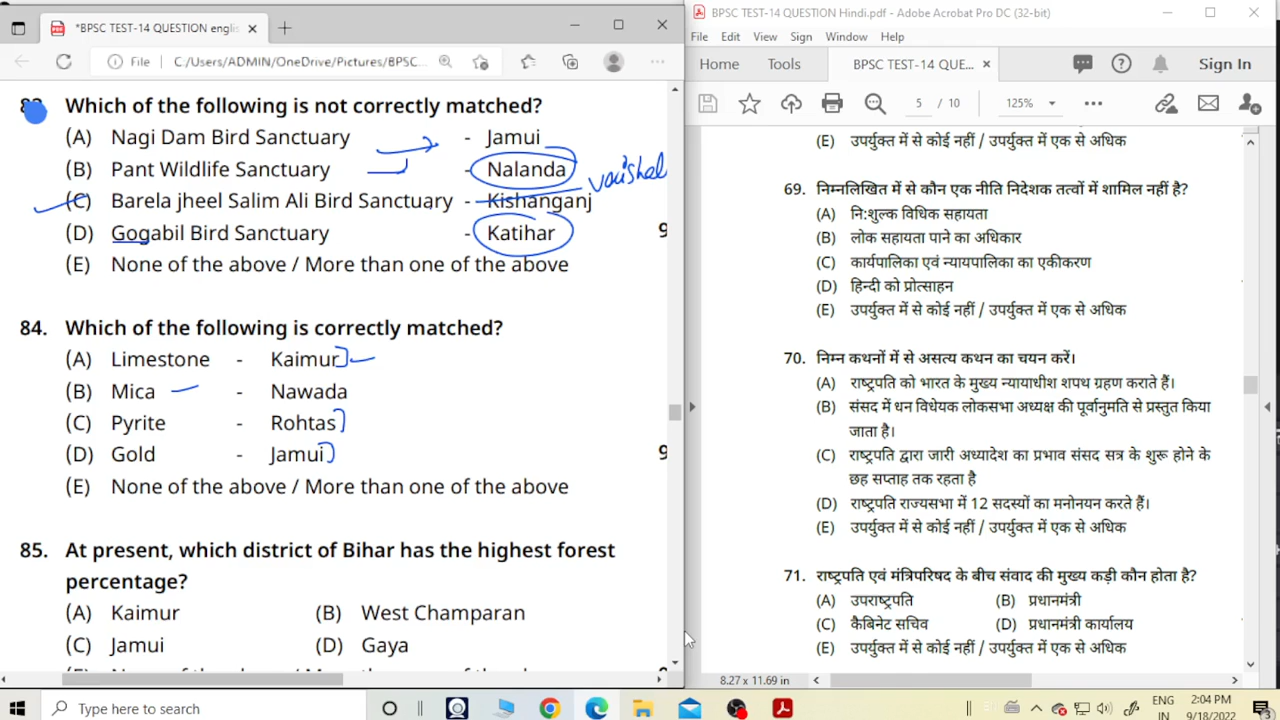 *BPSC TEST-14 QUESTION englis
File
C:/Users/ADMIN/OneDrive/Pictures/BPSC...
Which of the following is not correctly matched?
(A) Nagi Dam Bird Sanctuary - Jamui
(B) Pant Wildlife Sanctuary - Nalanda
(C) Barela jheel Salim Ali Bird Sanctuary - Kishanganj
(D) Gogabil Bird Sanctuary - Katihar
9
(E) None of the above / More than one of the above
84. Which of the following is correctly matched?
(A) Limestone - Kaimur
(B) Mica - Nawada
(C) Pyrite - Rohtas
(D) Gold - Jamui
9
(E) None of the above / More than one of the above
85. At present, which district of Bihar has the highest forest
percentage?
(A) Kaimur (B) West Champaran
(C) Jamui (D) Gaya
BPSC TEST-14 QUESTION Hindi.pdf - Adobe Acrobat Pro DC (32-bit)
File Edit View Sign Window Help
Home Tools BPSC TEST-14 QUE... Sign In
5 / 10 125%
(E) उपर्युक्त में से कोई नहीं / उपर्युक्त में एक से अधिक
69. निम्नलिखित में से कौन एक नीति निदेशक तत्वों में शामिल नहीं है?
(A) नि:शुल्क विधिक सहायता
(B) लोक सहायता पाने का अधिकार
(C) कार्यपालिका एवं न्यायपालिका का एकीकरण
(D) हिन्दी को प्रोत्साहन
(E) उपर्युक्त में से कोई नहीं / उपर्युक्त में एक से अधिक
70. निम्न कथनों में से असत्य कथन का चयन करें।
(A) राष्ट्रपति को भारत के मुख्य न्यायाधीश शपथ ग्रहण कराते हैं।
(B) संसद में धन विधेयक लोकसभा अध्यक्ष की पूर्वानुमति से प्रस्तुत किया
जाता है।
(C) राष्ट्रपति द्वारा जारी अध्यादेश का प्रभाव संसद सत्र के शुरू होने के
छह सप्ताह तक रहता है
(D) राष्ट्रपति राज्यसभा में 12 सदस्यों का मनोनयन करते हैं।
(E) उपर्युक्त में से कोई नहीं / उपर्युक्त में एक से अधिक
71. राष्ट्रपति एवं मंत्रिपरिषद के बीच संवाद की मुख्य कड़ी कौन होता है?
(A) उपराष्ट्रपति (B) प्रधानमंत्री
(C) कैबिनेट सचिव (D) प्रधानमंत्री कार्यालय
(E) उपर्युक्त में से कोई नहीं / उपर्युक्त में एक से अधिक
8.27 x 11.69 in
Type here to search
ENG
IN
2:04 PM
9/18/2022